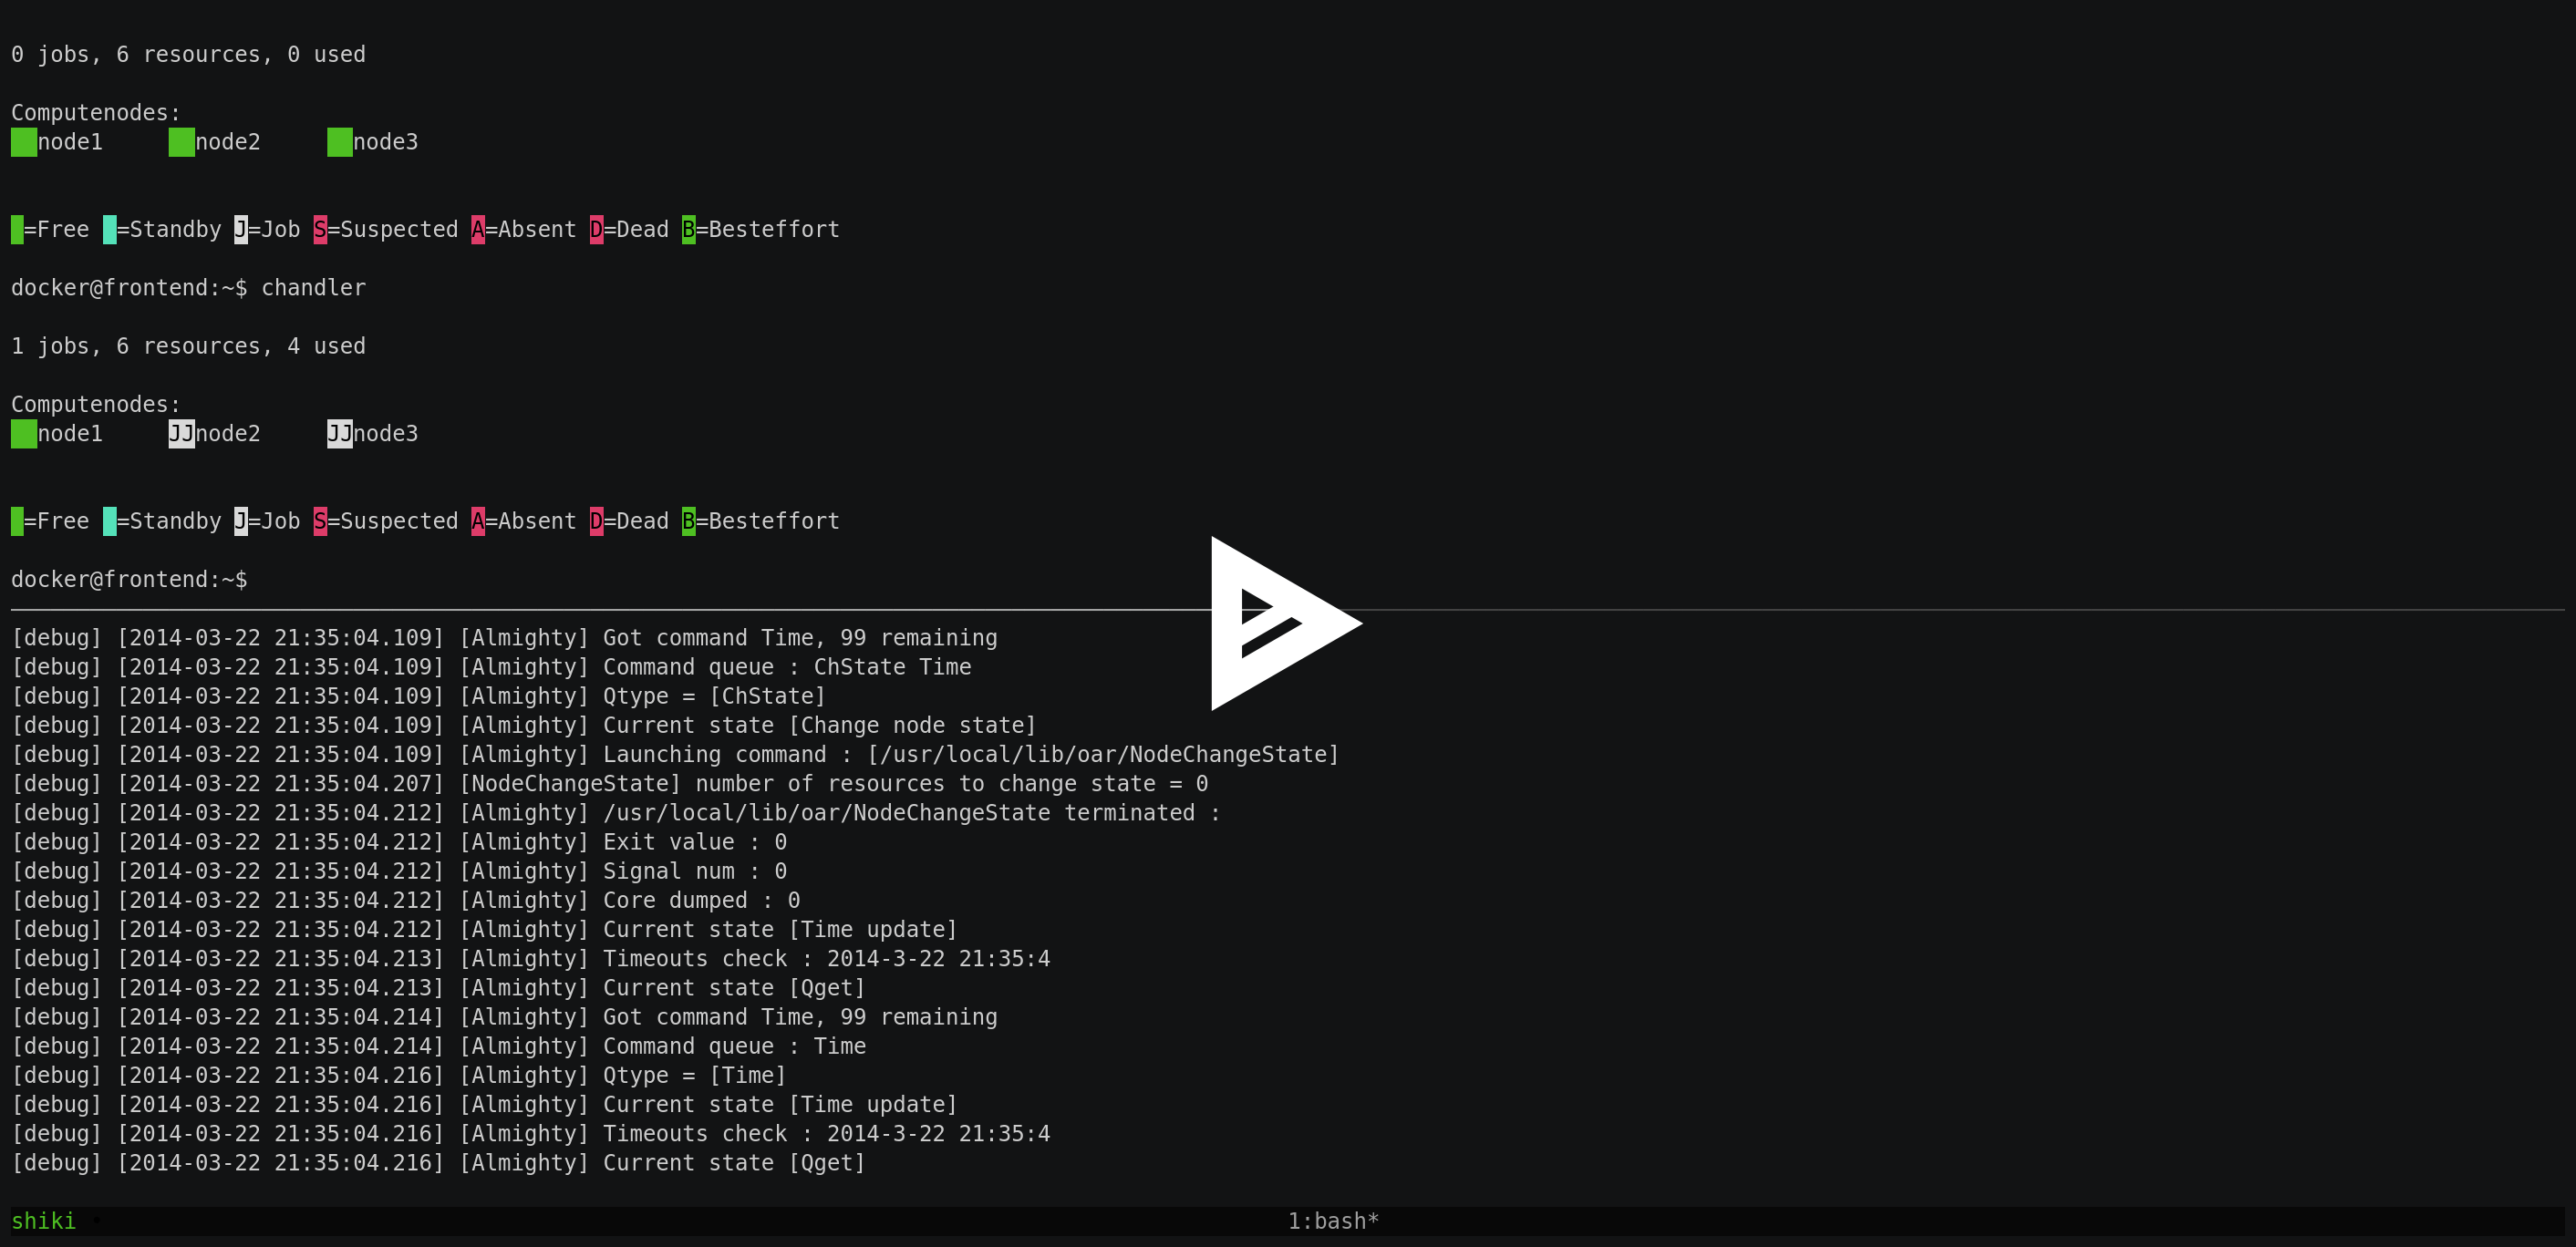 0 jobs, 6 resources, 0 used
Computenodes:
node1 node2 node3
=Free =Standby J=Job S=Suspected A=Absent D=Dead B=Besteffort
docker@frontend:~$ chandler
1 jobs, 6 resources, 4 used
Computenodes:
node1 JJnode2 JJnode3
=Free =Standby J=Job S=Suspected A=Absent D=Dead B=Besteffort
docker@frontend:~$
[debug] [2014-03-22 21:35:04.109] [Almighty] Got command Time, 99 remaining
[debug] [2014-03-22 21:35:04.109] [Almighty] Command queue : ChState Time
[debug] [2014-03-22 21:35:04.109] [Almighty] Qtype = [ChState]
[debug] [2014-03-22 21:35:04.109] [Almighty] Current state [Change node state]
[debug] [2014-03-22 21:35:04.109] [Almighty] Launching command : [/usr/local/lib/oar/NodeChangeState]
[debug] [2014-03-22 21:35:04.207] [NodeChangeState] number of resources to change state = 0
[debug] [2014-03-22 21:35:04.212] [Almighty] /usr/local/lib/oar/NodeChangeState terminated :
[debug] [2014-03-22 21:35:04.212] [Almighty] Exit value : 0
[debug] [2014-03-22 21:35:04.212] [Almighty] Signal num : 0
[debug] [2014-03-22 21:35:04.212] [Almighty] Core dumped : 0
[debug] [2014-03-22 21:35:04.212] [Almighty] Current state [Time update]
[debug] [2014-03-22 21:35:04.213] [Almighty] Timeouts check : 2014-3-22 21:35:4
[debug] [2014-03-22 21:35:04.213] [Almighty] Current state [Qget]
[debug] [2014-03-22 21:35:04.214] [Almighty] Got command Time, 99 remaining
[debug] [2014-03-22 21:35:04.214] [Almighty] Command queue : Time
[debug] [2014-03-22 21:35:04.216] [Almighty] Qtype = [Time]
[debug] [2014-03-22 21:35:04.216] [Almighty] Current state [Time update]
[debug] [2014-03-22 21:35:04.216] [Almighty] Timeouts check : 2014-3-22 21:35:4
[debug] [2014-03-22 21:35:04.216] [Almighty] Current state [Qget]
shiki 1:bash*